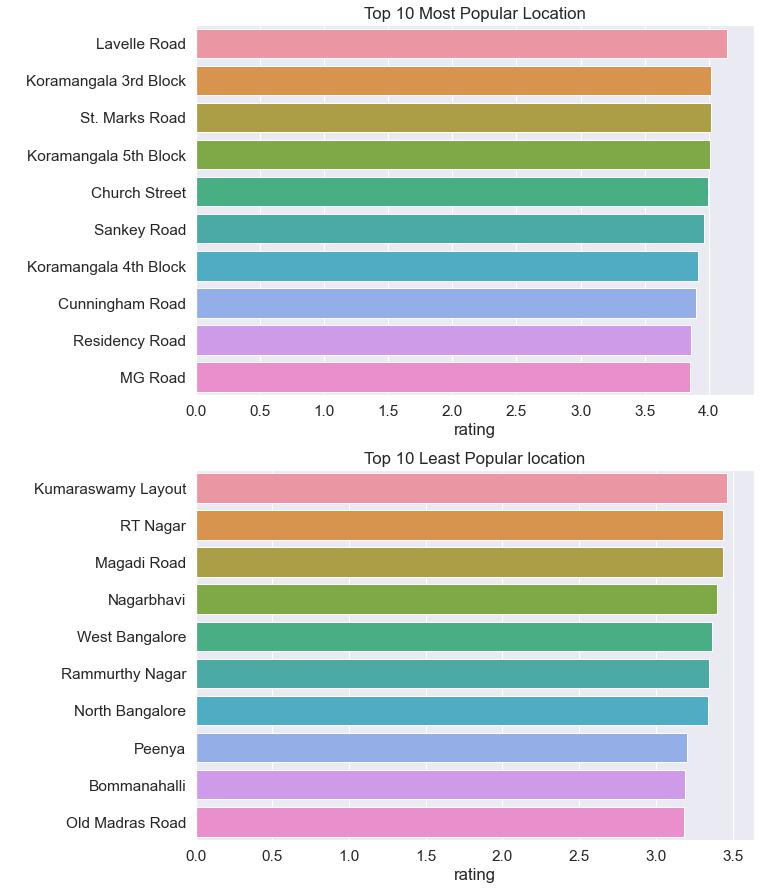 Top 10 Most Popular Location
Lavelle Road
Koramangala 3rd Block
St. Marks Road
Koramangala 5th Block
Church Street
Sankey Road
Koramangala 4th Block
Cunningham Road
Residency Road
MG Road
0.0 0.5 1.0 1.5 2.0 2.5 3.0 3.5 4.0
rating
Top 10 Least Popular location
Kumaraswamy Layout
RT Nagar
Magadi Road
Nagarbhavi
West Bangalore
Rammurthy Nagar
North Bangalore
Peenya
Bommanahalli
Old Madras Road
0.0 0.5 1.0 1.5 2.0 2.5 3.0 3.5
rating